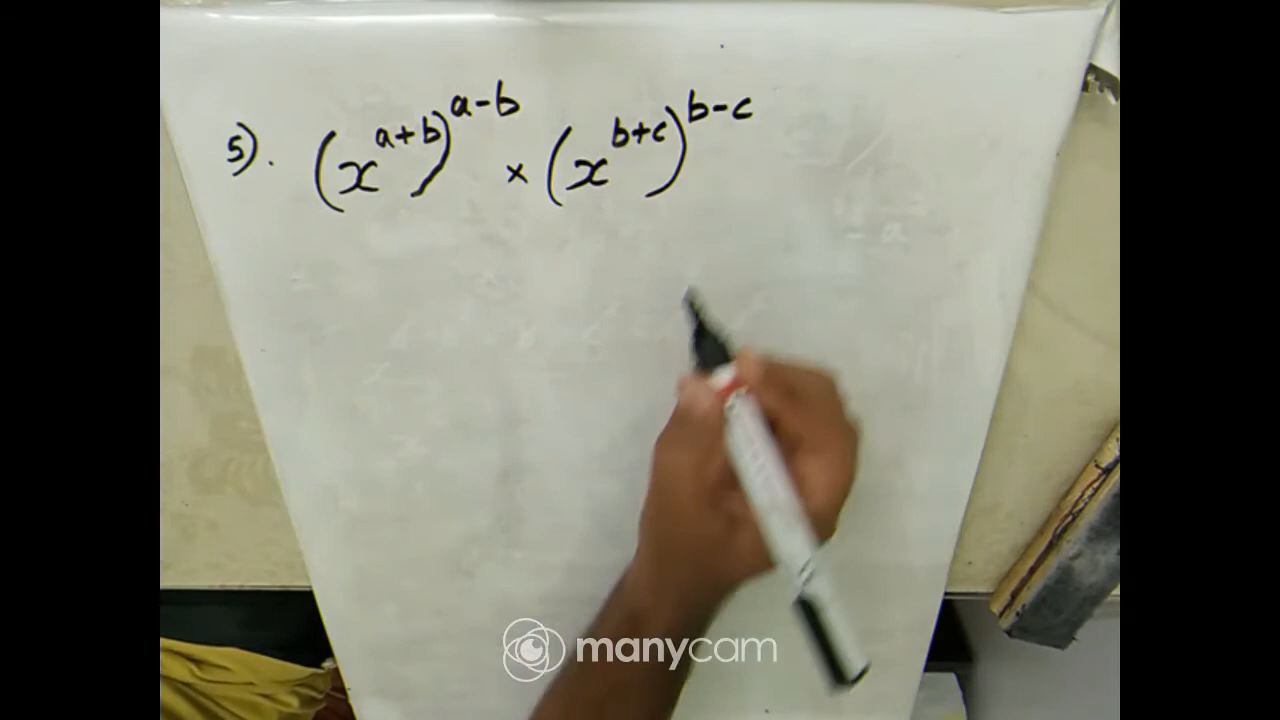 5). (x^{a+b})^{a-b} × (x^{b+c})^{b-c}
manycam